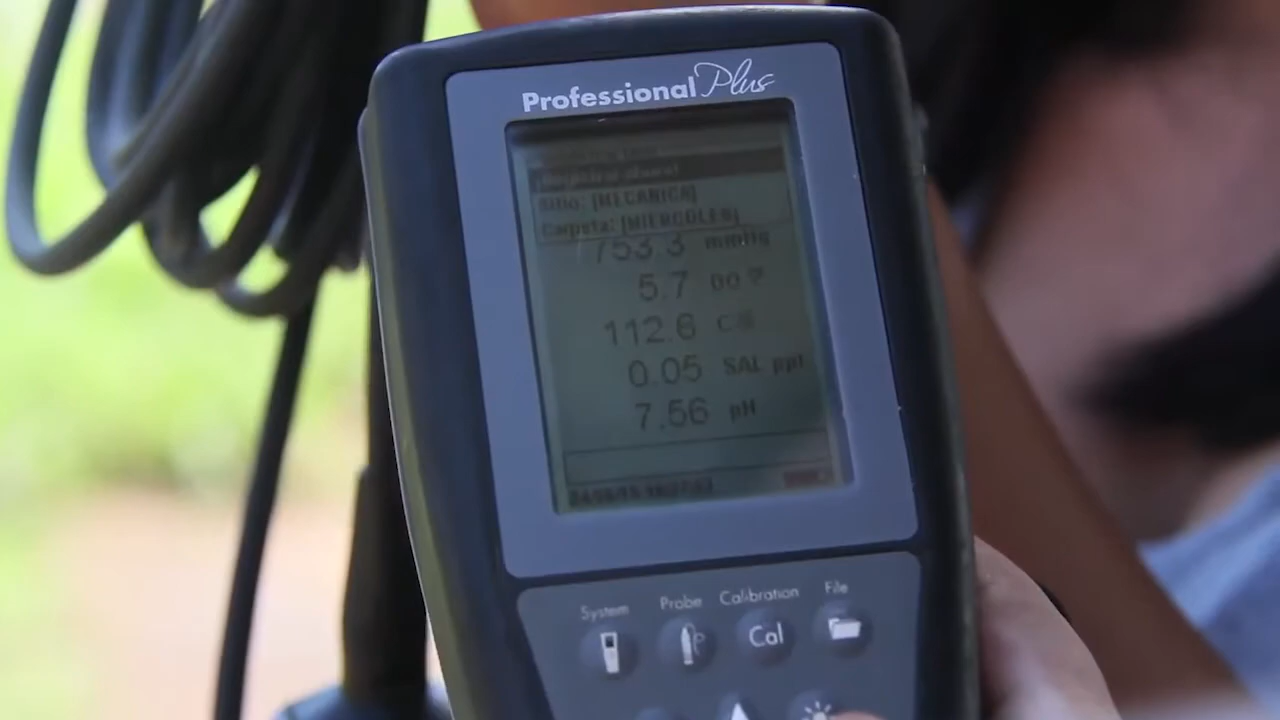 Professional Plus
Sitio: [MECANICA]
Carpeta: [MIERCOLES]
753.3 mmHg
5.7 DO
112.6
0.05 SAL ppt
7.56 pH
System Probe Calibration File
Cal